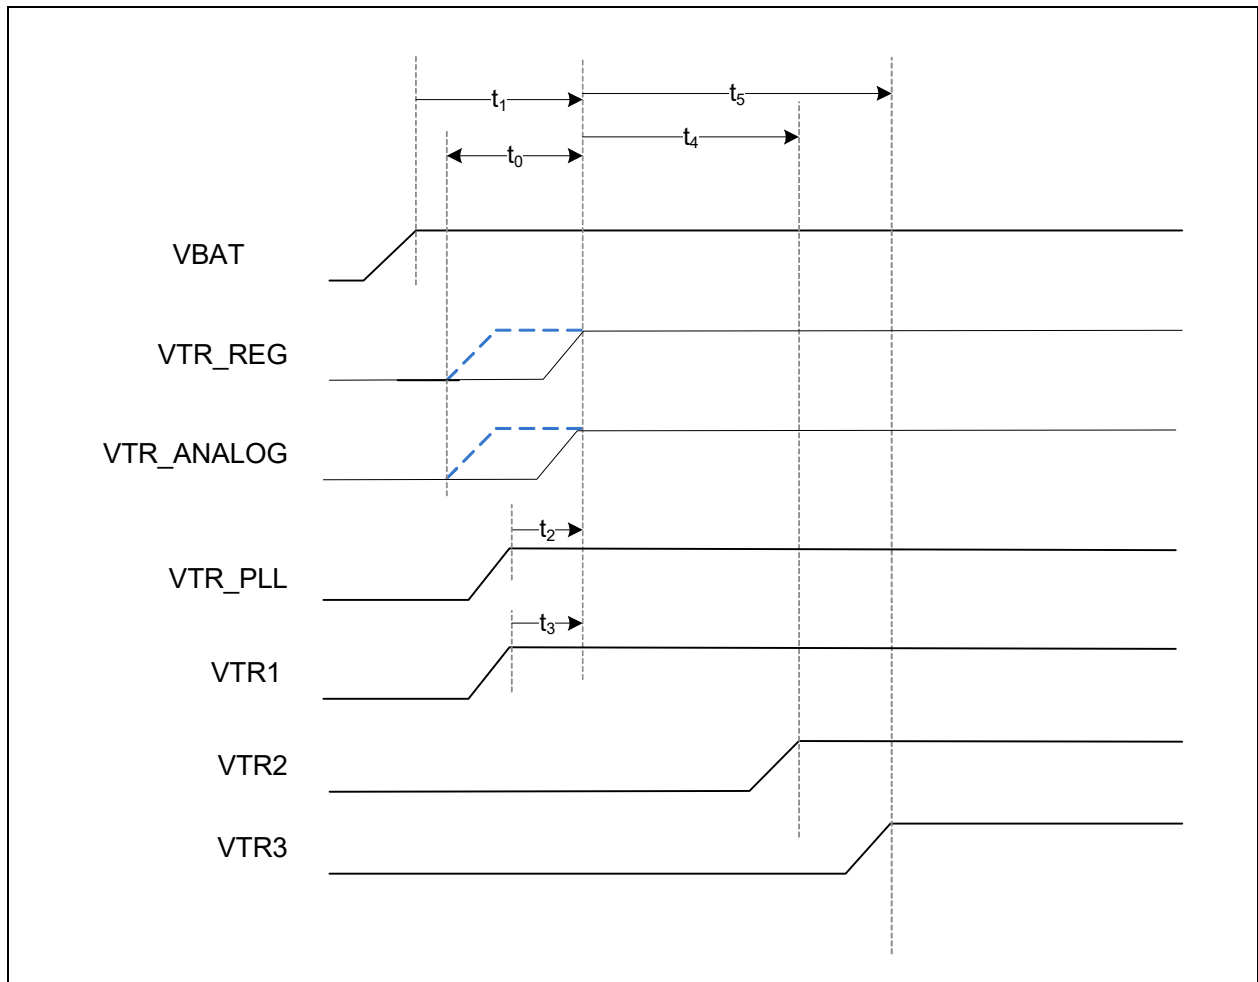 t1
t5
t4
t0
VBAT
VTR_REG
VTR_ANALOG
t2
VTR_PLL
t3
VTR1
VTR2
VTR3